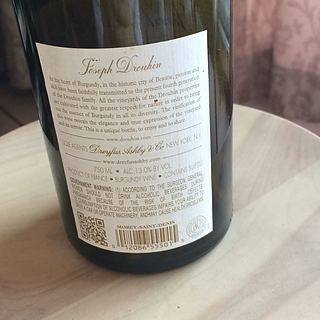 Joseph Drouhin
In the heart of Burgundy, in the historic city of Beaune, passion and
skill have been faithfully transmitted to the present fourth generation
of the Drouhin family. All the vineyards of the Drouhin properties
are cultivated with the greatest respect for nature in order to bring
out the essence of Burgundy in all its diversity. The vinification of
this wine reveals the elegance and true expression of the vineyard
and its terroir. This is a unique bottle, to enjoy and to share.
www.drouhin.com
SOLE AGENTS Dreyfus, Ashby & Co NEW YORK, N.Y.
www.dreyfusashby.com
750 ML • ALC. 13.0% BY VOL.
PRODUCT OF FRANCE • BURGUNDY WINE • CONTAINS SULFITES
GOVERNMENT WARNING: (1) ACCORDING TO THE SURGEON GENERAL,
WOMEN SHOULD NOT DRINK ALCOHOLIC BEVERAGES DURING
PREGNANCY BECAUSE OF THE RISK OF BIRTH DEFECTS.
(2) CONSUMPTION OF ALCOHOLIC BEVERAGES IMPAIRS YOUR ABILITY TO
DRIVE A CAR OR OPERATE MACHINERY, AND MAY CAUSE HEALTH PROBLEMS.
MOREY-SAINT-DENIS
8 12086 55501